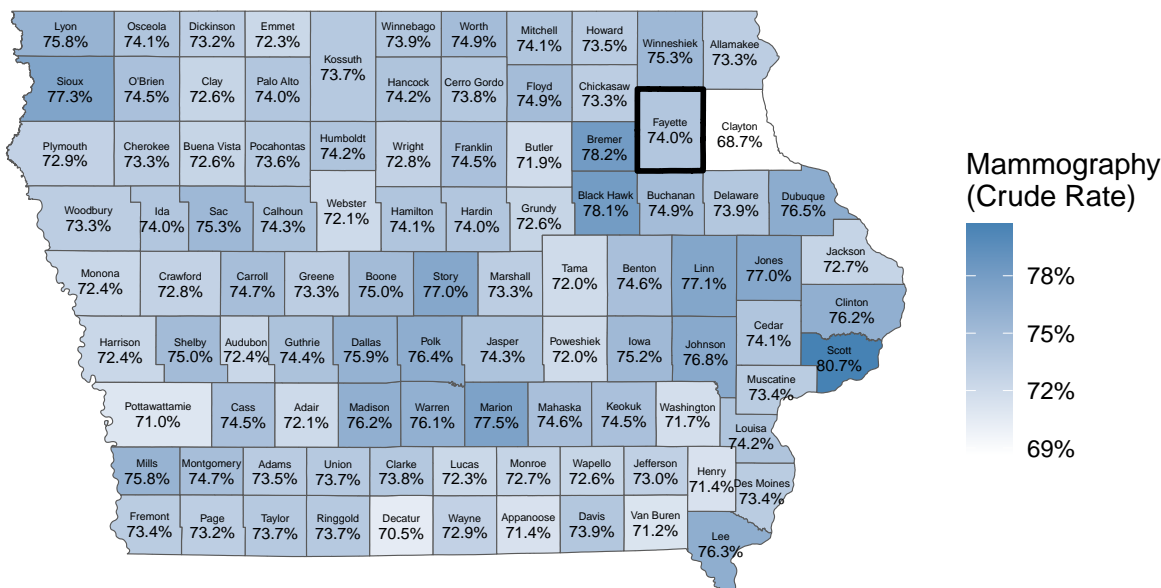 Lyon
75.8%
Osceola
74.1%
Dickinson
73.2%
Emmet
72.3%
Kossuth
73.7%
Winnebago
73.9%
Worth
74.9%
Mitchell
74.1%
Howard
73.5%
Winneshiek
75.3%
Allamakee
73.3%
Sioux
77.3%
O'Brien
74.5%
Clay
72.6%
Palo Alto
74.0%
Hancock
74.2%
Cerro Gordo
73.8%
Floyd
74.9%
Chickasaw
73.3%
Fayette
74.0%
Clayton
68.7%
Plymouth
72.9%
Cherokee
73.3%
Buena Vista
72.6%
Pocahontas
73.6%
Humboldt
74.2%
Wright
72.8%
Franklin
74.5%
Butler
71.9%
Bremer
78.2%
Woodbury
73.3%
Ida
74.0%
Sac
75.3%
Calhoun
74.3%
Webster
72.1%
Hamilton
74.1%
Hardin
74.0%
Grundy
72.6%
Black Hawk
78.1%
Buchanan
74.9%
Delaware
73.9%
Dubuque
76.5%
Monona
72.4%
Crawford
72.8%
Carroll
74.7%
Greene
73.3%
Boone
75.0%
Story
77.0%
Marshall
73.3%
Tama
72.0%
Benton
74.6%
Linn
77.1%
Jones
77.0%
Jackson
72.7%
Clinton
76.2%
Harrison
72.4%
Shelby
75.0%
Audubon
72.4%
Guthrie
74.4%
Dallas
75.9%
Polk
76.4%
Jasper
74.3%
Poweshiek
72.0%
Iowa
75.2%
Johnson
76.8%
Cedar
74.1%
Scott
80.7%
Muscatine
73.4%
Pottawattamie
71.0%
Cass
74.5%
Adair
72.1%
Madison
76.2%
Warren
76.1%
Marion
77.5%
Mahaska
74.6%
Keokuk
74.5%
Washington
71.7%
Louisa
74.2%
Mills
75.8%
Montgomery
74.7%
Adams
73.5%
Union
73.7%
Clarke
73.8%
Lucas
72.3%
Monroe
72.7%
Wapello
72.6%
Jefferson
73.0%
Henry
71.4%
Des Moines
73.4%
Fremont
73.4%
Page
73.2%
Taylor
73.7%
Ringgold
73.7%
Decatur
70.5%
Wayne
72.9%
Appanoose
71.4%
Davis
73.9%
Van Buren
71.2%
Lee
76.3%
Mammography
(Crude Rate)
78%
75%
72%
69%